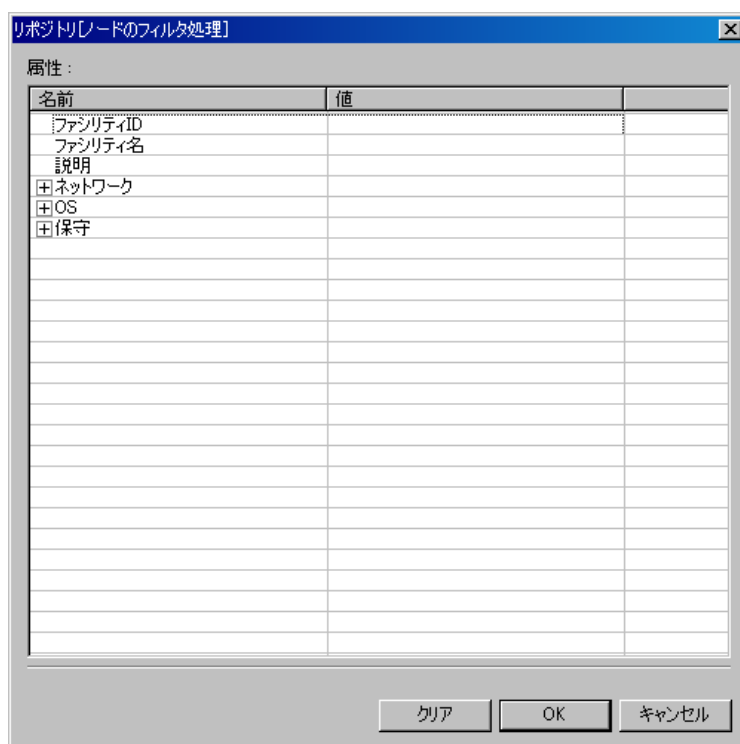 リポジトリ[ノードのフィルタ処理]
属性：
名前 値
ファシリティID
ファシリティ名
説明
ネットワーク
OS
保守
クリア OK キャンセル